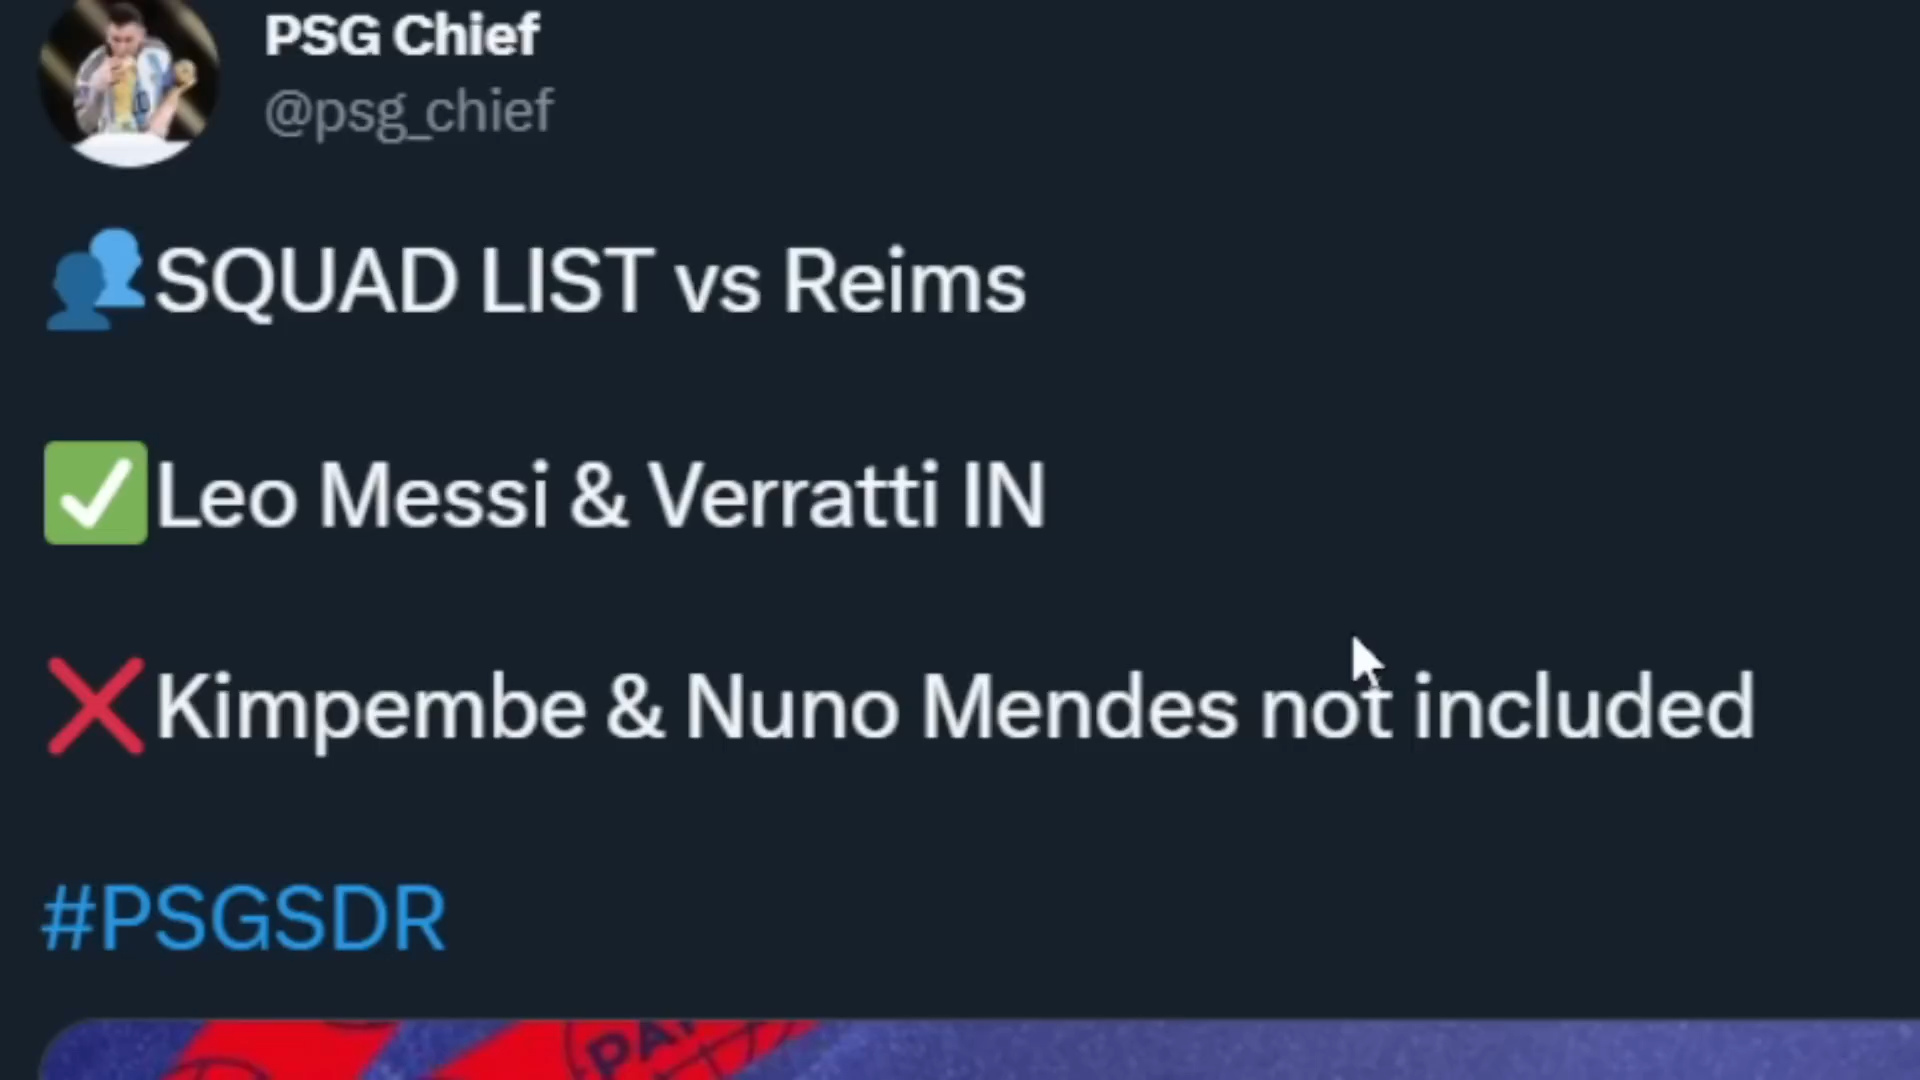 PSG Chief
@psg_chief
SQUAD LIST vs Reims
Leo Messi & Verratti IN
Kimpembe & Nuno Mendes not included
#PSGSDR